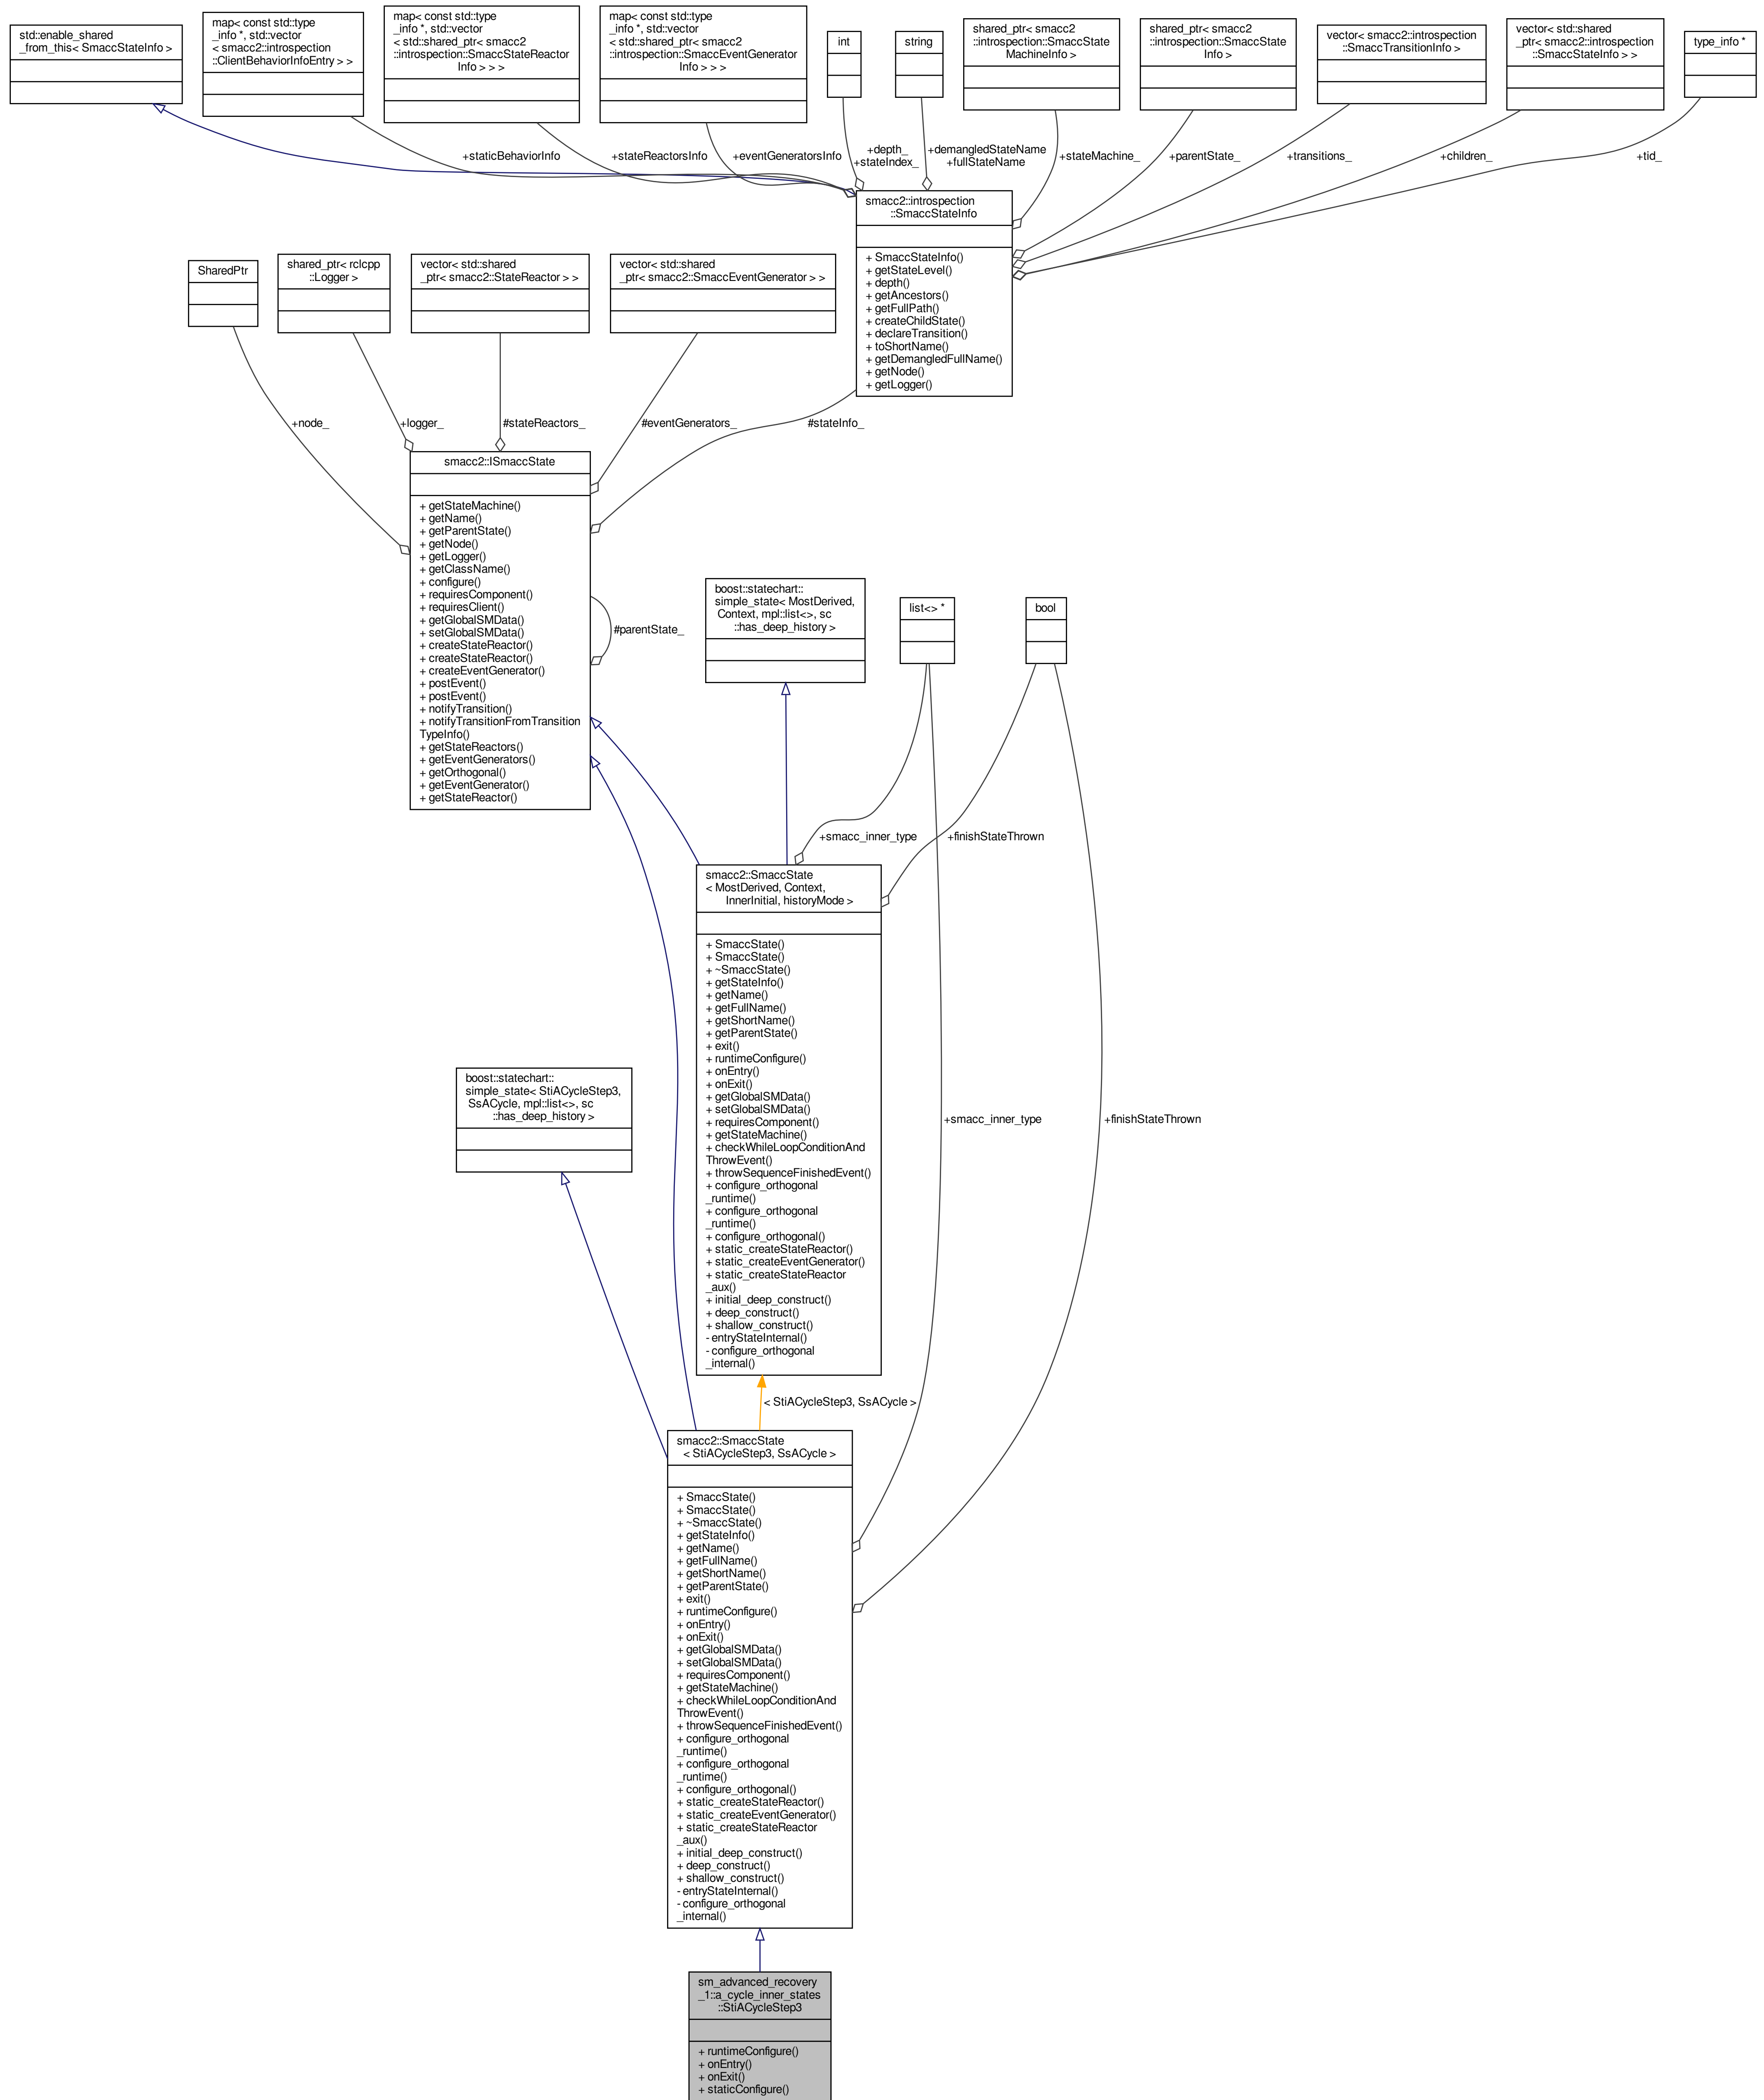 std::enable_shared
_from_this< SmaccStateInfo >
map< const std::type
_info *, std::vector
< smacc2::introspection
::ClientBehaviorInfoEntry > >
map< const std::type
_info *, std::vector
< std::shared_ptr< smacc2
::introspection::SmaccStateReactor
Info > > >
map< const std::type
_info *, std::vector
< std::shared_ptr< smacc2
::introspection::SmaccEventGenerator
Info > > >
int
string
shared_ptr< smacc2
::introspection::SmaccState
MachineInfo >
shared_ptr< smacc2
::introspection::SmaccState
Info >
vector< smacc2::introspection
::SmaccTransitionInfo >
vector< std::shared
_ptr< smacc2::introspection
::SmaccStateInfo > >
type_info *
+staticBehaviorInfo
+stateReactorsInfo
+eventGeneratorsInfo
+depth_
+stateIndex_
+demangledStateName
+fullStateName
+stateMachine_
+parentState_
+transitions_
+children_
+tid_
smacc2::introspection
::SmaccStateInfo
+ SmaccStateInfo()
+ getStateLevel()
+ depth()
+ getAncestors()
+ getFullPath()
+ createChildState()
+ declareTransition()
+ toShortName()
+ getDemangledFullName()
+ getNode()
+ getLogger()
SharedPtr
shared_ptr< rclcpp
::Logger >
vector< std::shared
_ptr< smacc2::StateReactor > >
vector< std::shared
_ptr< smacc2::SmaccEventGenerator > >
+node_
+logger_
#stateReactors_
#eventGenerators_
#stateInfo_
smacc2::ISmaccState
+ getStateMachine()
+ getName()
+ getParentState()
+ getNode()
+ getLogger()
+ getClassName()
+ configure()
+ requiresComponent()
+ requiresClient()
+ getGlobalSMData()
+ setGlobalSMData()
+ createStateReactor()
+ createStateReactor()
+ createEventGenerator()
+ postEvent()
+ postEvent()
+ notifyTransition()
+ notifyTransitionFromTransition
TypeInfo()
+ getStateReactors()
+ getEventGenerators()
+ getOrthogonal()
+ getEventGenerator()
+ getStateReactor()
#parentState_
boost::statechart::
simple_state< MostDerived,
Context, mpl::list<>, sc
::has_deep_history >
list<> *
bool
+smacc_inner_type
+finishStateThrown
smacc2::SmaccState
< MostDerived, Context,
InnerInitial, historyMode >
+ SmaccState()
+ SmaccState()
+ ~SmaccState()
+ getStateInfo()
+ getName()
+ getFullName()
+ getShortName()
+ getParentState()
+ exit()
+ runtimeConfigure()
+ onEntry()
+ onExit()
+ getGlobalSMData()
+ setGlobalSMData()
+ requiresComponent()
+ getStateMachine()
+ checkWhileLoopConditionAnd
ThrowEvent()
+ throwSequenceFinishedEvent()
+ configure_orthogonal
_runtime()
+ configure_orthogonal
_runtime()
+ configure_orthogonal()
+ static_createStateReactor()
+ static_createEventGenerator()
+ static_createStateReactor
_aux()
+ initial_deep_construct()
+ deep_construct()
+ shallow_construct()
- entryStateInternal()
- configure_orthogonal
_internal()
boost::statechart::
simple_state< StiACycleStep3,
SsACycle, mpl::list<>, sc
::has_deep_history >
+smacc_inner_type
+finishStateThrown
< StiACycleStep3, SsACycle >
smacc2::SmaccState
< StiACycleStep3, SsACycle >
+ SmaccState()
+ SmaccState()
+ ~SmaccState()
+ getStateInfo()
+ getName()
+ getFullName()
+ getShortName()
+ getParentState()
+ exit()
+ runtimeConfigure()
+ onEntry()
+ onExit()
+ getGlobalSMData()
+ setGlobalSMData()
+ requiresComponent()
+ getStateMachine()
+ checkWhileLoopConditionAnd
ThrowEvent()
+ throwSequenceFinishedEvent()
+ configure_orthogonal
_runtime()
+ configure_orthogonal
_runtime()
+ configure_orthogonal()
+ static_createStateReactor()
+ static_createEventGenerator()
+ static_createStateReactor
_aux()
+ initial_deep_construct()
+ deep_construct()
+ shallow_construct()
- entryStateInternal()
- configure_orthogonal
_internal()
sm_advanced_recovery
_1::a_cycle_inner_states
::StiACycleStep3
+ runtimeConfigure()
+ onEntry()
+ onExit()
+ staticConfigure()